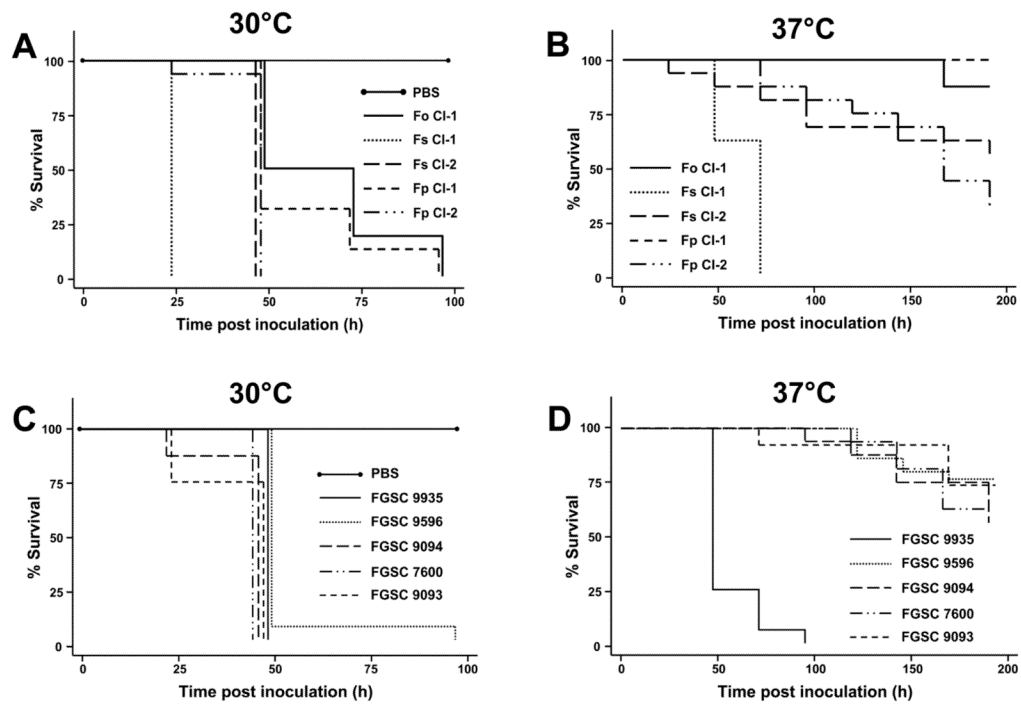 A
30°C
% Survival
100
75
50
25
0
PBS
Fo CI-1
Fs CI-1
Fs CI-2
Fp CI-1
Fp CI-2
0 25 50 75 100
Time post inoculation (h)
B
37°C
% Survival
100
75
50
25
0
Fo CI-1
Fs CI-1
Fs CI-2
Fp CI-1
Fp CI-2
0 50 100 150 200
Time post inoculation (h)
C
30°C
% Survival
100
75
50
25
0
PBS
FGSC 9935
FGSC 9596
FGSC 9094
FGSC 7600
FGSC 9093
0 25 50 75 100
Time post inoculation (h)
D
37°C
% Survival
100
75
50
25
0
FGSC 9935
FGSC 9596
FGSC 9094
FGSC 7600
FGSC 9093
0 50 100 150 200
Time post inoculation (h)